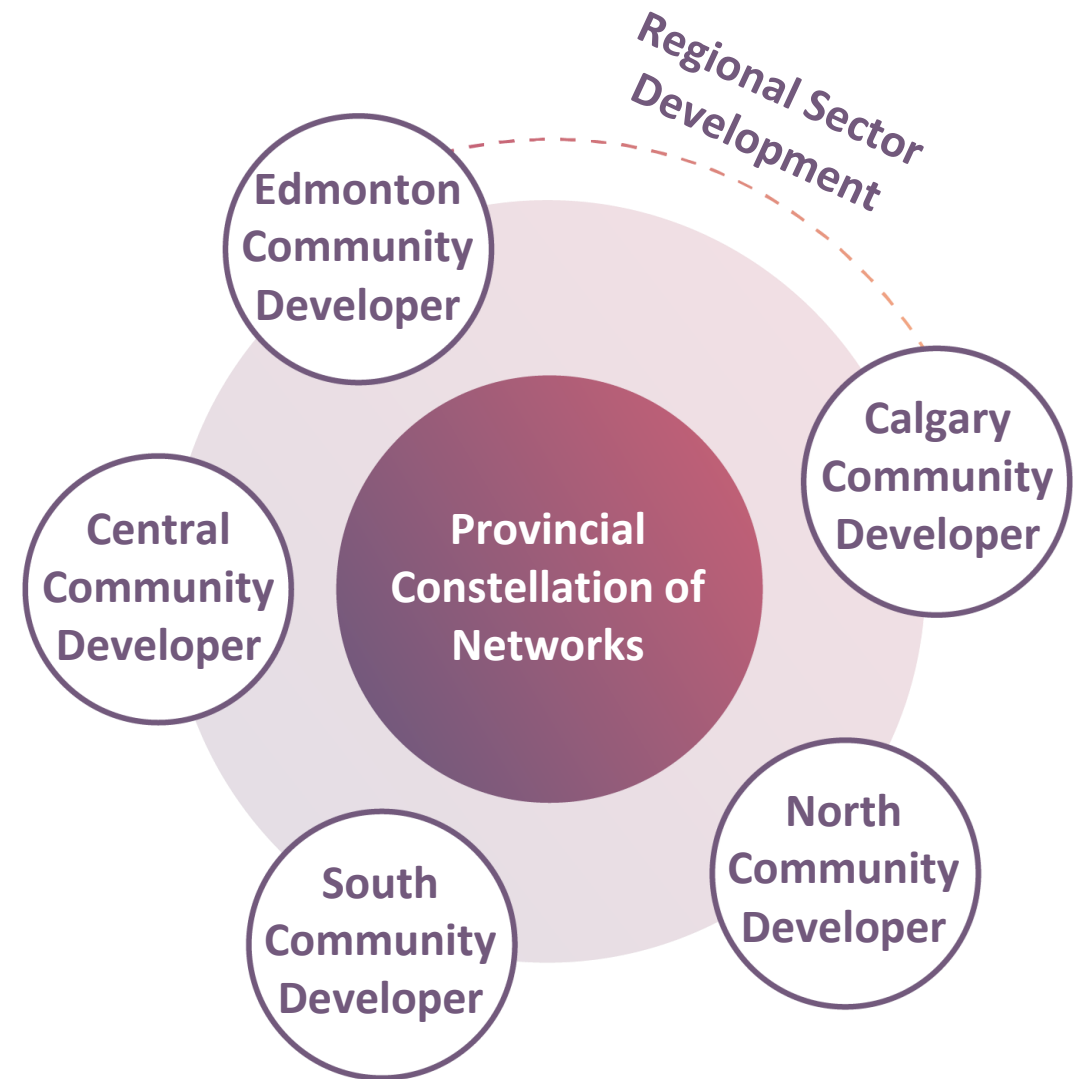 Regional Sector
Development
Edmonton
Community
Developer
Calgary
Community
Developer
Central
Community
Developer
Provincial
Constellation of
Networks
North
Community
Developer
South
Community
Developer